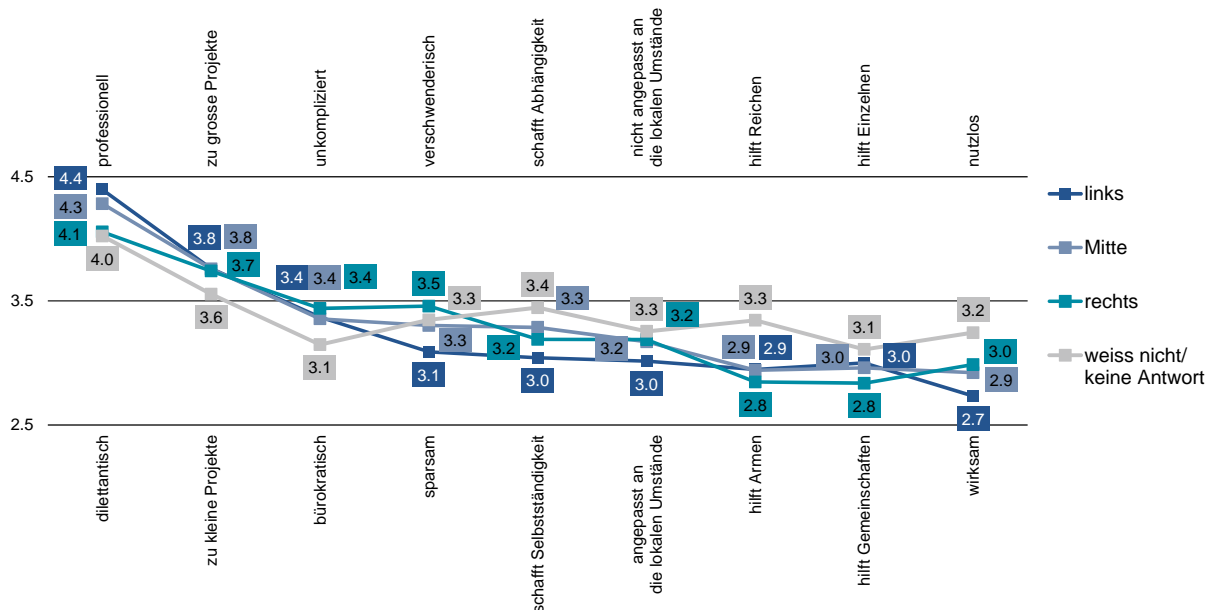 professionell
zu grosse Projekte
unkompliziert
verschwenderisch
schafft Abhängigkeit
nicht angepasst an
die lokalen Umstände
hilft Reichen
hilft Einzelnen
nutzlos
4.5
3.5
2.5
4.4
4.3
4.1
4.0
3.8
3.8
3.7
3.6
3.4
3.4
3.4
3.1
3.5
3.3
3.3
3.1
3.4
3.3
3.2
3.0
3.3
3.2
3.2
3.0
3.3
2.9
2.9
2.8
3.1
3.0
3.0
2.8
3.2
3.0
2.9
2.7
links
Mitte
rechts
weiss nicht/
keine Antwort
dilettantisch
zu kleine Projekte
bürokratisch
sparsam
schafft Selbstständigkeit
angepasst an
die lokalen Umstände
hilft Armen
hilft Gemeinschaften
wirksam